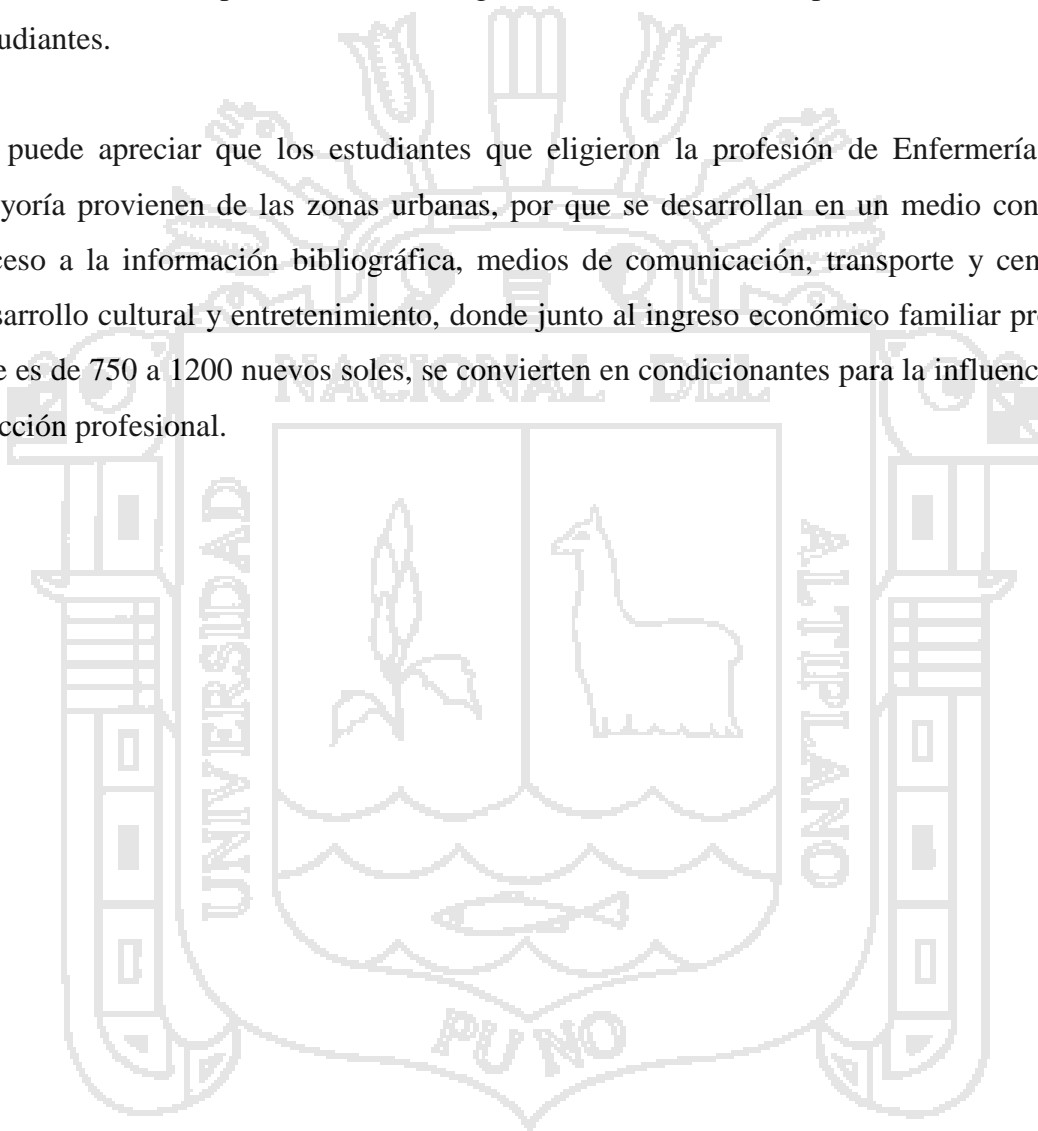 udiantes.
puede apreciar que los estudiantes que eligieron la profesión de Enfermería
yoría provienen de las zonas urbanas, por que se desarrollan en un medio con
eso a la información bibliográfica, medios de comunicación, transporte y cen
sarrollo cultural y entretenimiento, donde junto al ingreso económico familiar pr
e es de 750 a 1200 nuevos soles, se convierten en condicionantes para la influenc
cción profesional.
NACIONAL DEL
UNIVERSIDAD
ALTIPLANO
PUNO